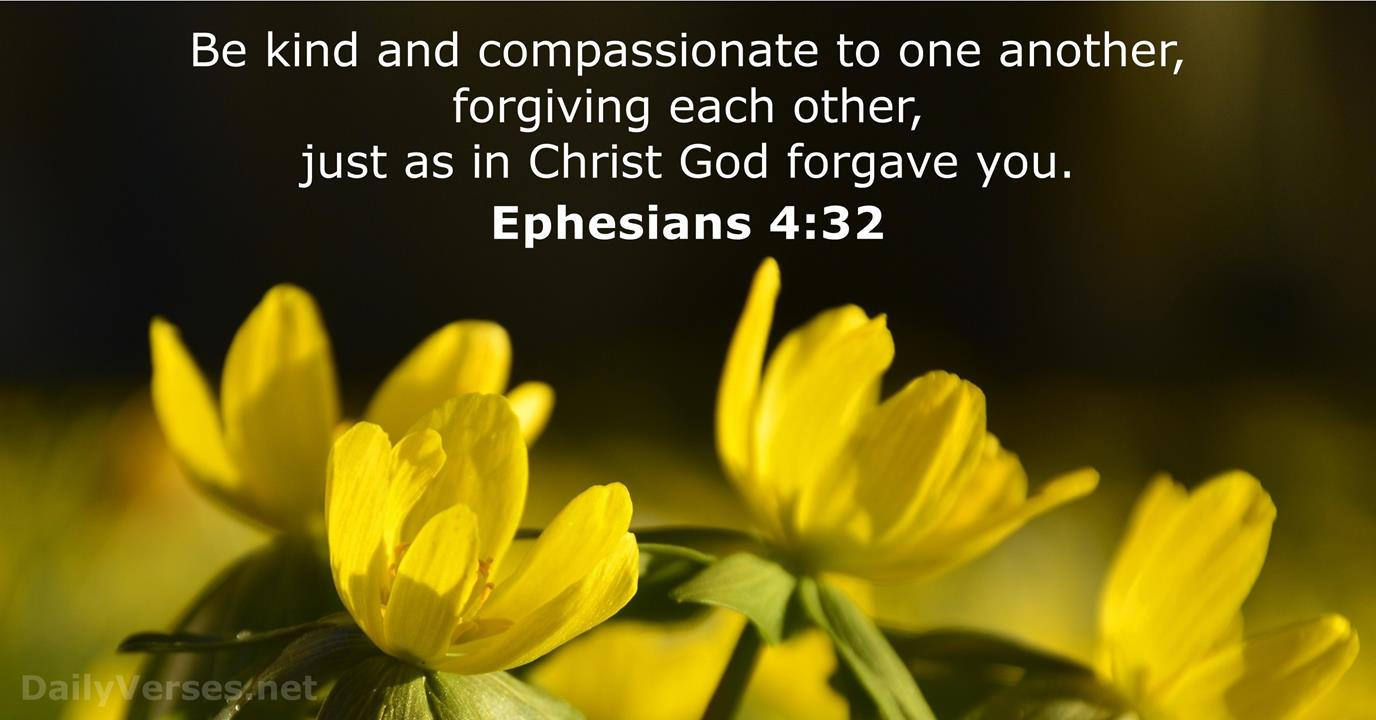 Be kind and compassionate to one another,
forgiving each other,
just as in Christ God forgave you.
Ephesians 4:32
DailyVerses.net